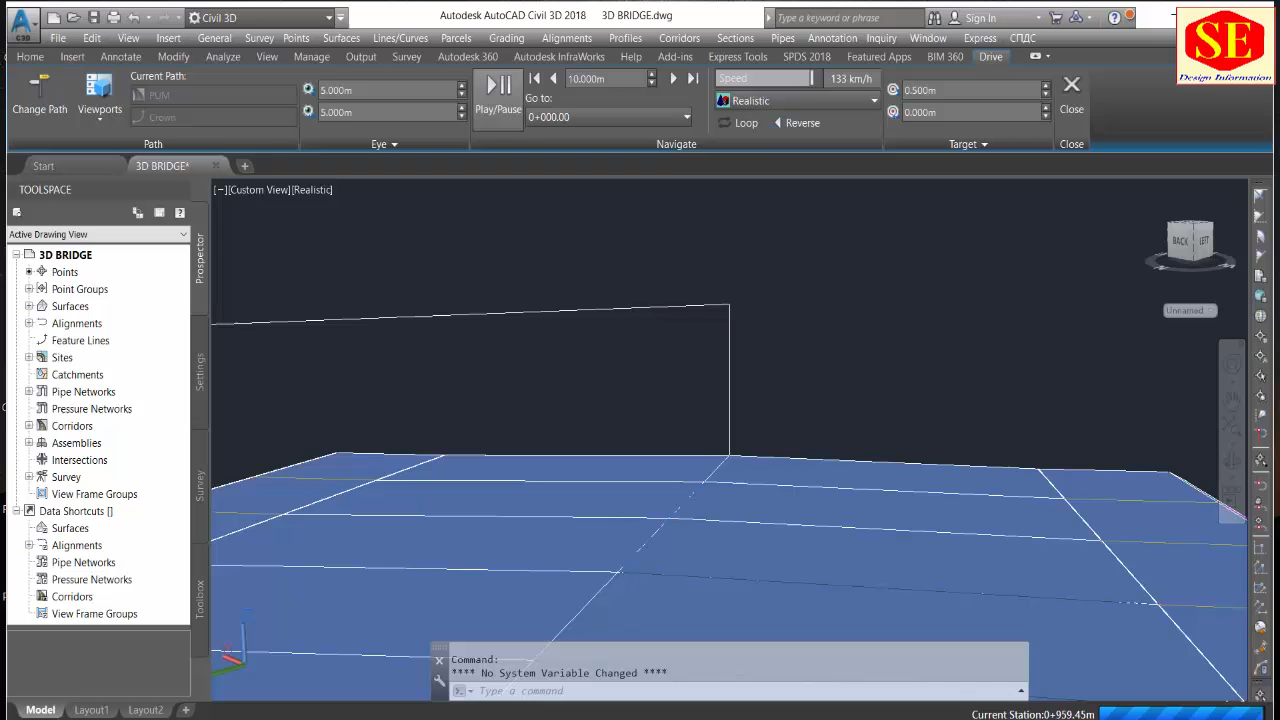 Civil 3D
Autodesk AutoCAD Civil 3D 2018 3D BRIDGE.dwg
Type a keyword or phrase
Sign In
C3D
File Edit View Insert General Survey Points Surfaces Lines/Curves Parcels Grading Alignments Profiles Corridors Sections Pipes Annotation Inquiry Window Express СПДС
Home Insert Annotate Modify Analyze View Manage Output Survey Autodesk 360 Autodesk InfraWorks Help Add-ins Express Tools SPDS 2018 Featured Apps BIM 360 Drive
SE
Design Information
Change Path
Viewports
Current Path:
PUM
Crown
Path
5.000m
5.000m
Eye
Play/Pause
10.000m
Go to:
0+000.00
Navigate
Speed 133 km/h
Realistic
Loop Reverse
0.500m
0.000m
Target
Close
Close
Start 3D BRIDGE*
TOOLSPACE
Active Drawing View
3D BRIDGE
Points
Point Groups
Surfaces
Alignments
Feature Lines
Sites
Catchments
Pipe Networks
Pressure Networks
Corridors
Assemblies
Intersections
Survey
View Frame Groups
Data Shortcuts []
Surfaces
Alignments
Pipe Networks
Pressure Networks
Corridors
View Frame Groups
Prospector
Settings
Survey
Toolbox
[−][Custom View][Realistic]
BACK LEFT
Unnamed
Command:
**** No System Variable Changed ****
Type a command
Model Layout1 Layout2
Current Station:0+959.45m